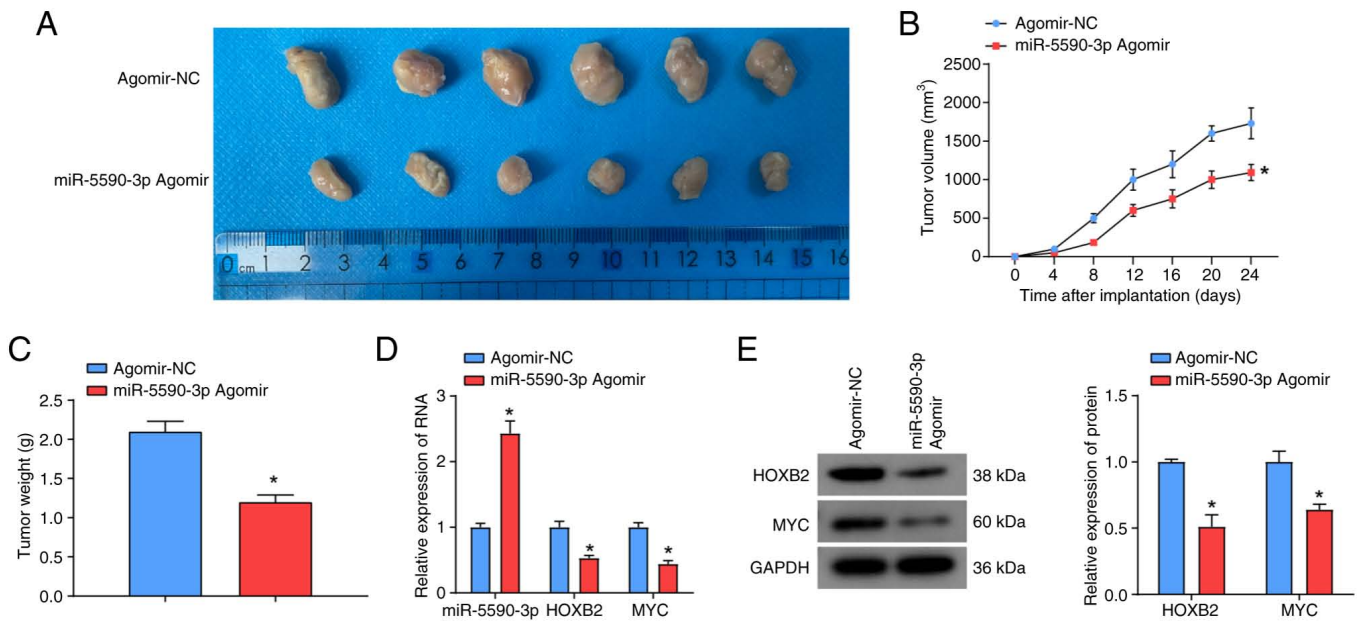 A
Agomir-NC
miR-5590-3p Agomir
0 cm 1 2 3 4 5 6 7 8 9 10 11 12 13 14 15 16
B
Agomir-NC
miR-5590-3p Agomir
Tumor volume (mm³)
2500
2000
1500
1000
500
0
*
0 4 8 12 16 20 24
Time after implantation (days)
C
Agomir-NC
miR-5590-3p Agomir
Tumor weight (g)
2.5
2.0
1.5
1.0
0.5
0.0
*
D
Agomir-NC
miR-5590-3p Agomir
Relative expression of RNA
3
2
1
0
* * *
miR-5590-3p HOXB2 MYC
E
Agomir-NC
miR-5590-3p
Agomir
HOXB2 38 kDa
MYC 60 kDa
GAPDH 36 kDa
Agomir-NC
miR-5590-3p Agomir
Relative expression of protein
1.5
1.0
0.5
0.0
* *
HOXB2 MYC